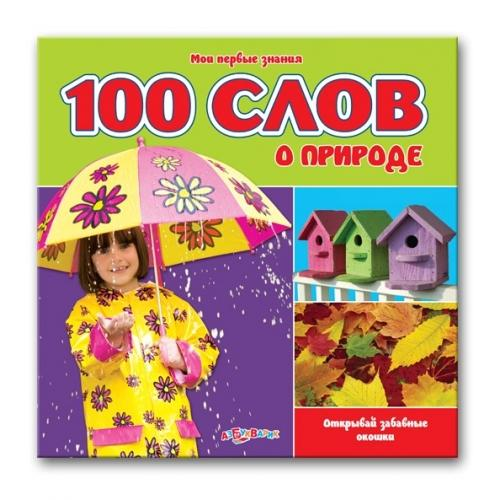 Мои первые знания
100 СЛОВ
О ПРИРОДЕ
АЗБУКВАРИК
Открывай забавные
окошки